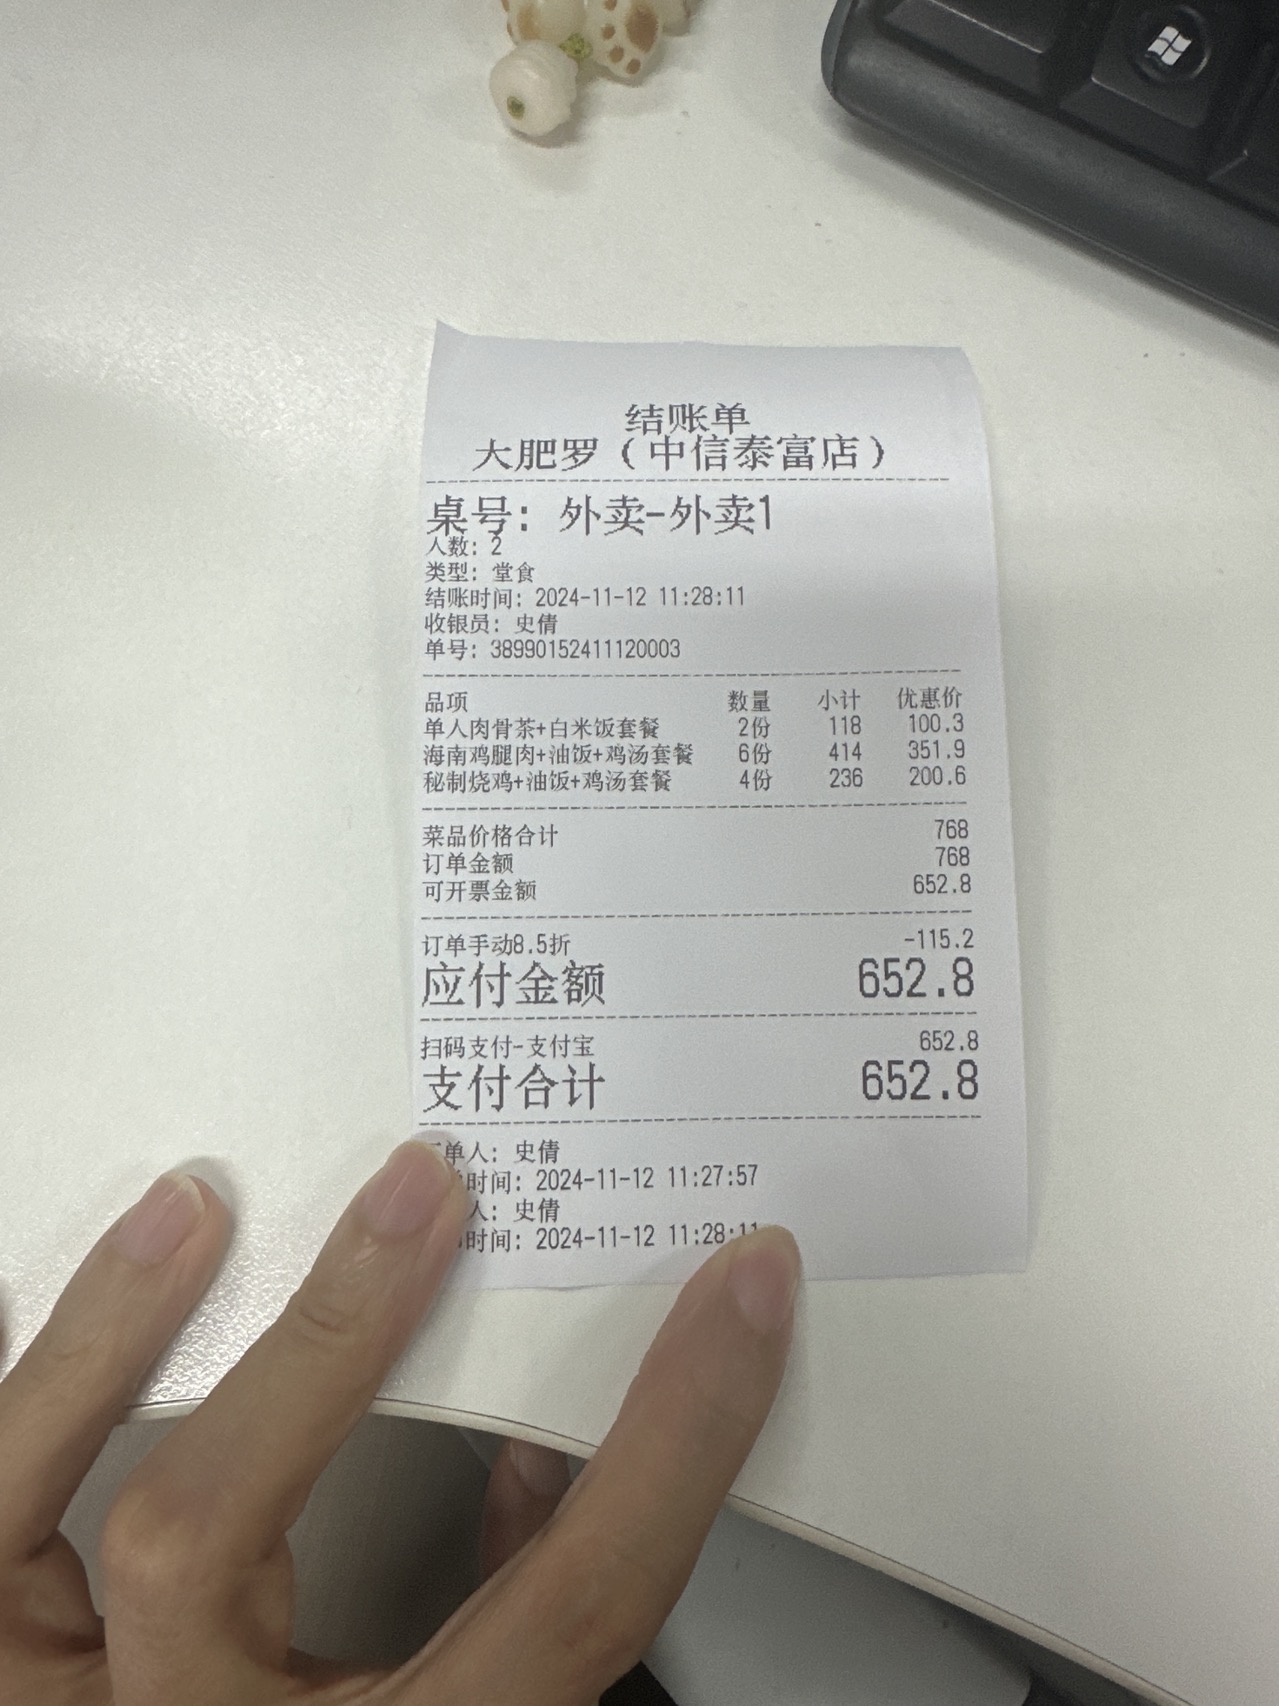 结账单
大肥罗（中信泰富店）
桌号：外卖-外卖1
人数：2
类型：堂食
结账时间：2024-11-12 11:28:11
收银员：史倩
单号：38990152411120003
品项 数量 小计 优惠价
单人肉骨茶+白米饭套餐 2份 118 100.3
海南鸡腿肉+油饭+鸡汤套餐 6份 414 351.9
秘制烧鸡+油饭+鸡汤套餐 4份 236 200.6
菜品价格合计 768
订单金额 768
可开票金额 652.8
订单手动8.5折 -115.2
应付金额 652.8
扫码支付-支付宝 652.8
支付合计 652.8
单人：史倩
时间：2024-11-12 11:27:57
人：史倩
时间：2024-11-12 11:28:11